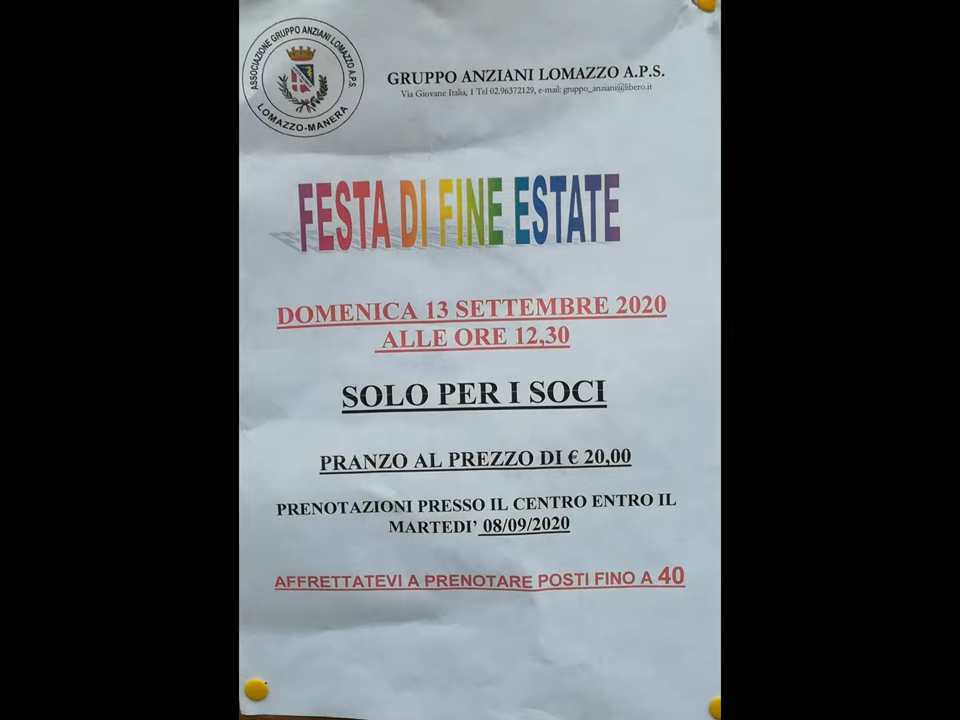 ASSOCIAZIONE GRUPPO ANZIANI LOMAZZO A.P.S.
LOMAZZO-MANERA
GRUPPO ANZIANI LOMAZZO A.P.S.
Via Giovane Italia, 1 Tel 02.96372129, e-mail: gruppo_anziani@libero.it
FESTA DI FINE ESTATE
DOMENICA 13 SETTEMBRE 2020
ALLE ORE 12,30
SOLO PER I SOCI
PRANZO AL PREZZO DI € 20,00
PRENOTAZIONI PRESSO IL CENTRO ENTRO IL
MARTEDI’ 08/09/2020
AFFRETTATEVI A PRENOTARE POSTI FINO A 40